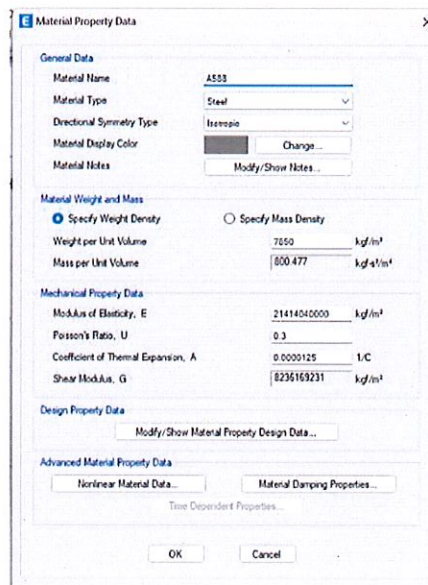 E Material Property Data X
General Data
Material Name A588
Material Type Steel
Directional Symmetry Type Isotropic
Material Display Color Change...
Material Notes Modify/Show Notes...
Material Weight and Mass
Specify Weight Density Specify Mass Density
Weight per Unit Volume 7850 kgf/m³
Mass per Unit Volume 800.477 kgf-s²/m⁴
Mechanical Property Data
Modulus of Elasticity, E 21414040000 kgf/m²
Poisson's Ratio, U 0.3
Coefficient of Thermal Expansion, A 0.0000125 1/C
Shear Modulus, G 8236169231 kgf/m²
Design Property Data
Modify/Show Material Property Design Data...
Advanced Material Property Data
Nonlinear Material Data... Material Damping Properties...
Time Dependent Properties...
OK Cancel